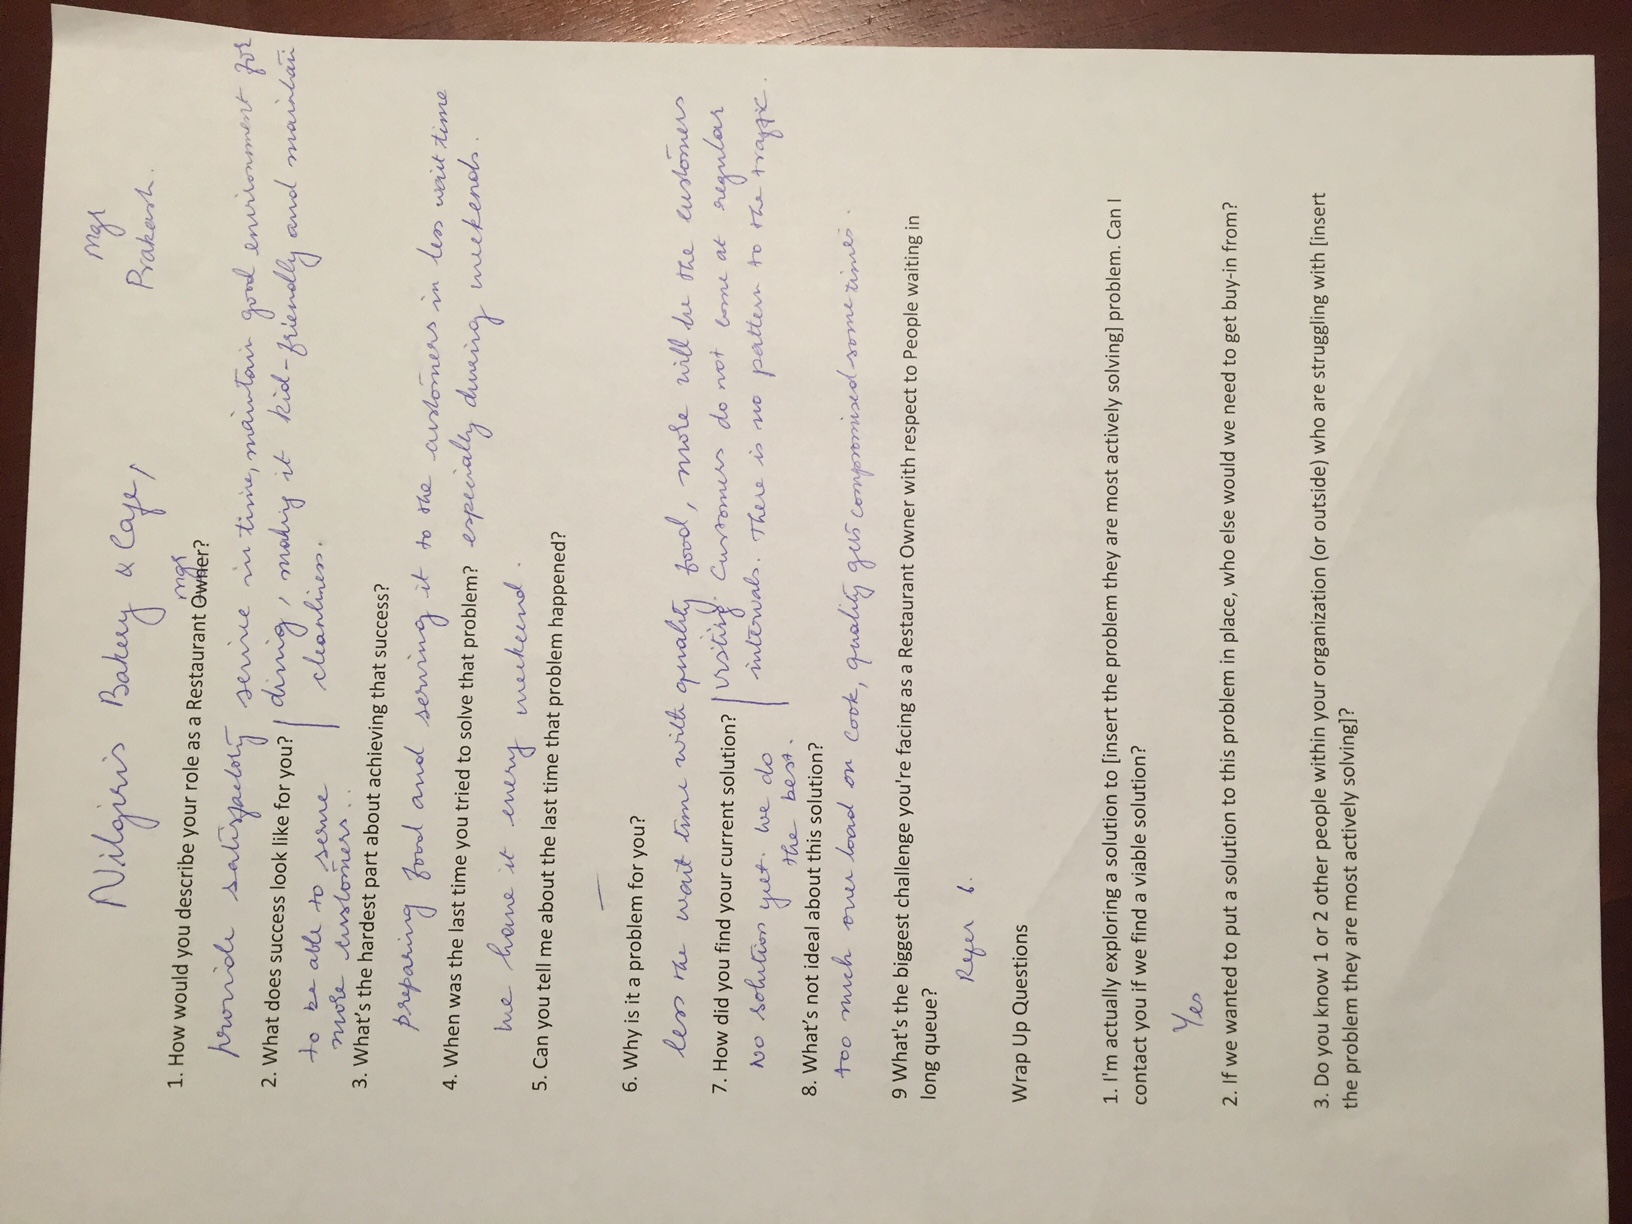 Nilgiris Bakery & Cafe,
Mgr
Prakash.
mgr
1. How would you describe your role as a Restaurant Owner?
provide satisfactory service in time, maintain good environment for
dinig, making it kid-friendly and maintain
cleanliness.
2. What does success look like for you?
to be able to serve
more customers..
3. What's the hardest part about achieving that success?
preparing food and serving it to the customers in less wait time
especially during weekends.
4. When was the last time you tried to solve that problem?
we have it every weekend.
5. Can you tell me about the last time that problem happened?
—
6. Why is it a problem for you?
less the wait time with quality food, more will be the customers
visiting. Customers do not come at regular
intervals. There is no pattern to the traffic.
7. How did you find your current solution?
No solution yet. We do
the best.
8. What's not ideal about this solution?
too much over load on cook, quality gets compromised some times.
9 What's the biggest challenge you're facing as a Restaurant Owner with respect to People waiting in
long queue?
Refer 6.
Wrap Up Questions
1. I'm actually exploring a solution to [insert the problem they are most actively solving] problem. Can I
contact you if we find a viable solution?
Yes
2. If we wanted to put a solution to this problem in place, who else would we need to get buy-in from?
3. Do you know 1 or 2 other people within your organization (or outside) who are struggling with [insert
the problem they are most actively solving]?